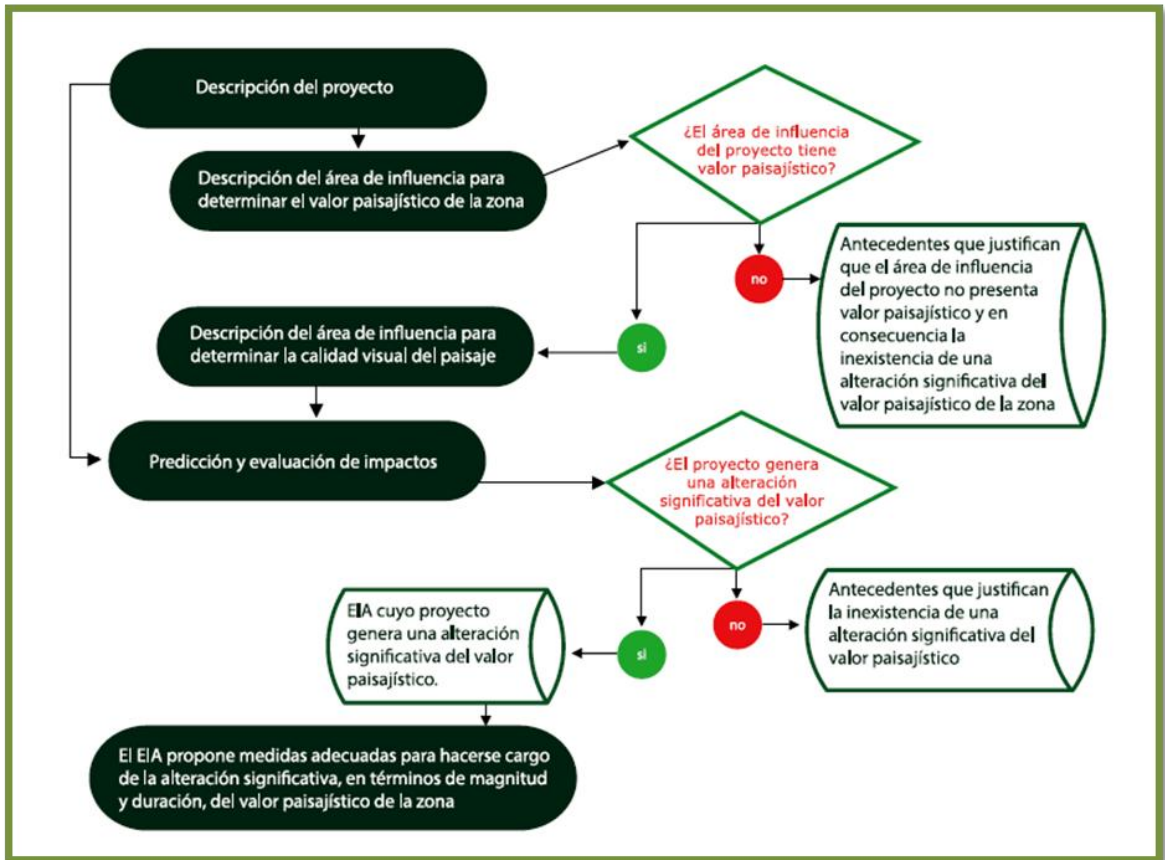 Descripción del proyecto
Descripción del área de influencia para
determinar el valor paisajístico de la zona
¿El área de influencia
del proyecto tiene
valor paisajístico?
no
Antecedentes que justifican
que el área de influencia
del proyecto no presenta
valor paisajístico y en
consecuencia la
inexistencia de una
alteración significativa del
valor paisajístico de la zona
si
Descripción del área de influencia para
determinar la calidad visual del paisaje
Predicción y evaluación de impactos
¿El proyecto genera
una alteración
significativa del valor
paisajístico?
no
Antecedentes que justifican
la inexistencia de una
alteración significativa del
valor paisajístico
si
EIA cuyo proyecto
genera una alteración
significativa del valor
paisajístico.
El EIA propone medidas adecuadas para hacerse cargo
de la alteración significativa, en términos de magnitud
y duración, del valor paisajístico de la zona